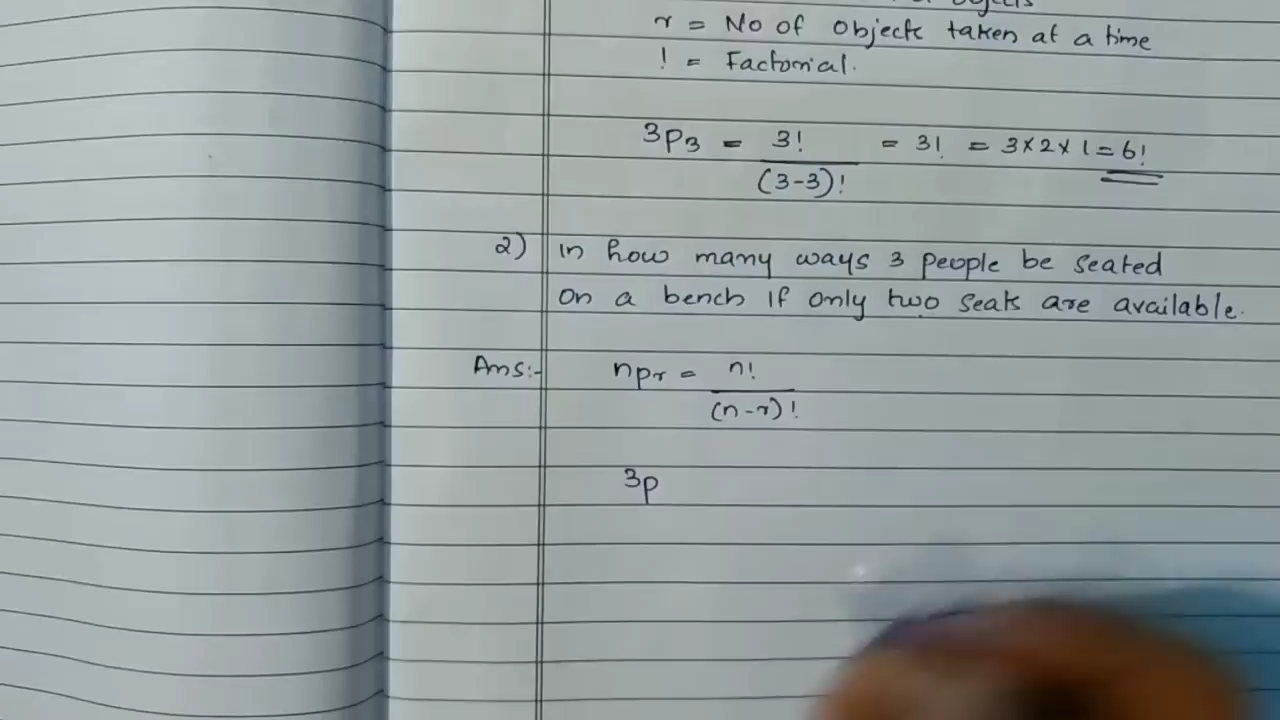 r = No of objects taken at a time
! = Factorial.
3P3 = 3! / (3-3)! = 3! = 3×2×1 = 6!
2) In how many ways 3 people be seated
on a bench if only two seats are available.
Ans:- nPr = n! / (n-r)!
3P